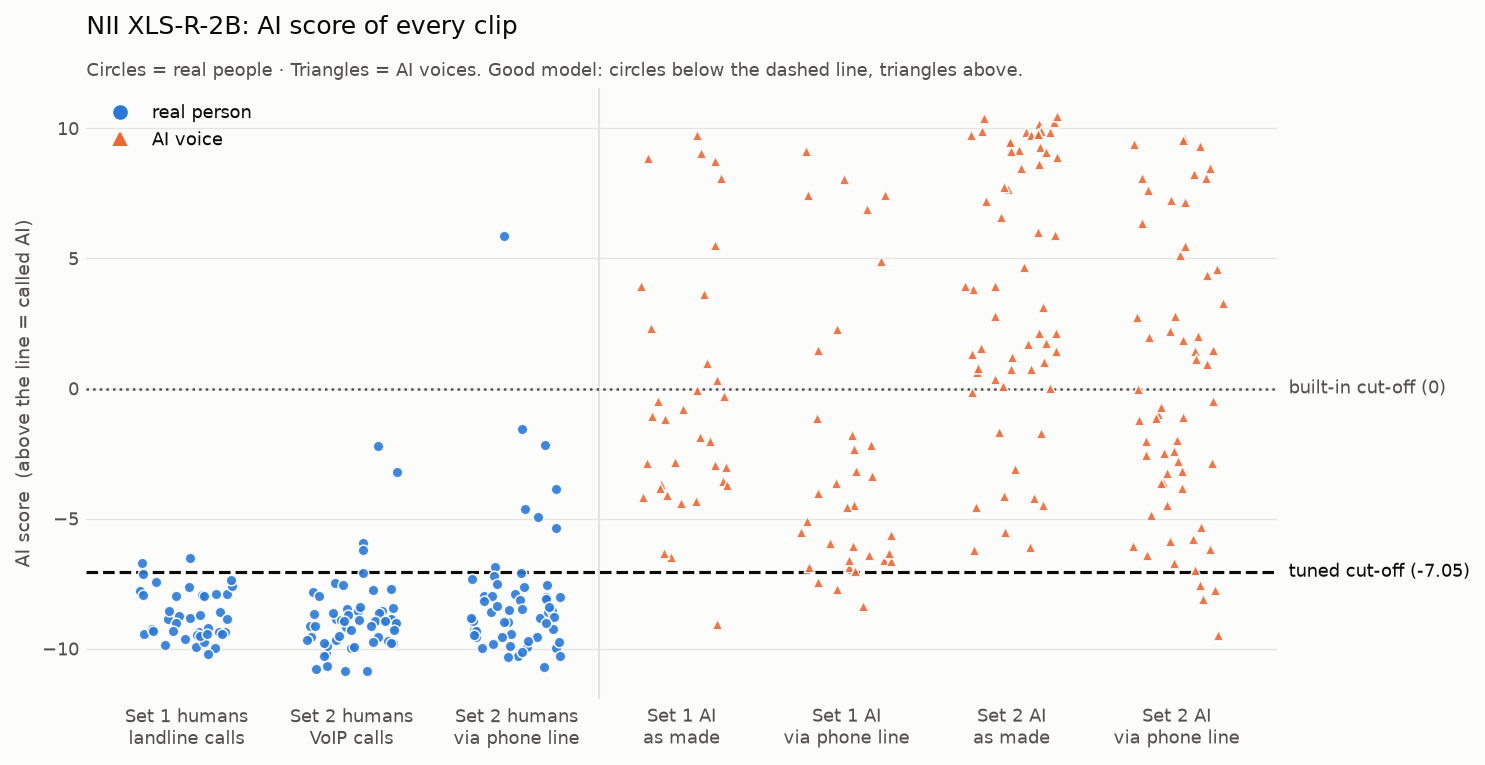 NII XLS-R-2B: AI score of every clip
Circles = real people · Triangles = AI voices. Good model: circles below the dashed line, triangles above.
real person
AI voice
AI score  (above the line = called AI)
10
5
0
−5
−10
built-in cut-off (0)
tuned cut-off (-7.05)
Set 1 humans
landline calls
Set 2 humans
VoIP calls
Set 2 humans
via phone line
Set 1 AI
as made
Set 1 AI
via phone line
Set 2 AI
as made
Set 2 AI
via phone line